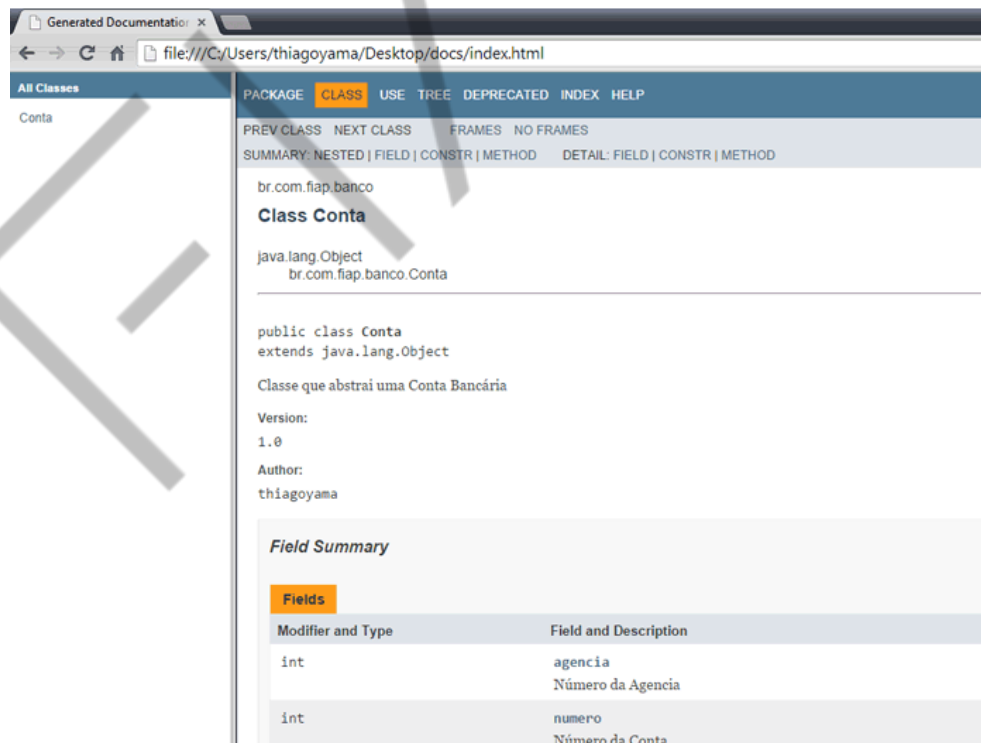 Generated Documentation
file:///C:/Users/thiagoyama/Desktop/docs/index.html
All Classes
Conta
PACKAGE CLASS USE TREE DEPRECATED INDEX HELP
PREV CLASS NEXT CLASS FRAMES NO FRAMES
SUMMARY: NESTED | FIELD | CONSTR | METHOD DETAIL: FIELD | CONSTR | METHOD
br.com.fiap.banco
Class Conta
java.lang.Object
br.com.fiap.banco.Conta
public class Conta
extends java.lang.Object
Classe que abstrai uma Conta Bancária
Version:
1.0
Author:
thiagoyama
Field Summary
Fields
Modifier and Type Field and Description
int agencia
Número da Agencia
int numero
Número da Conta